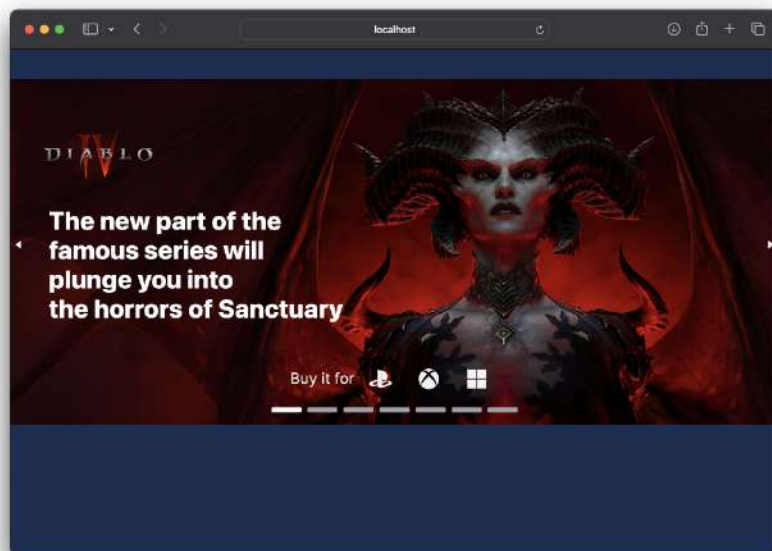 localhost
DIABLO
IV
The new part of the
famous series will
plunge you into
the horrors of Sanctuary
Buy it for